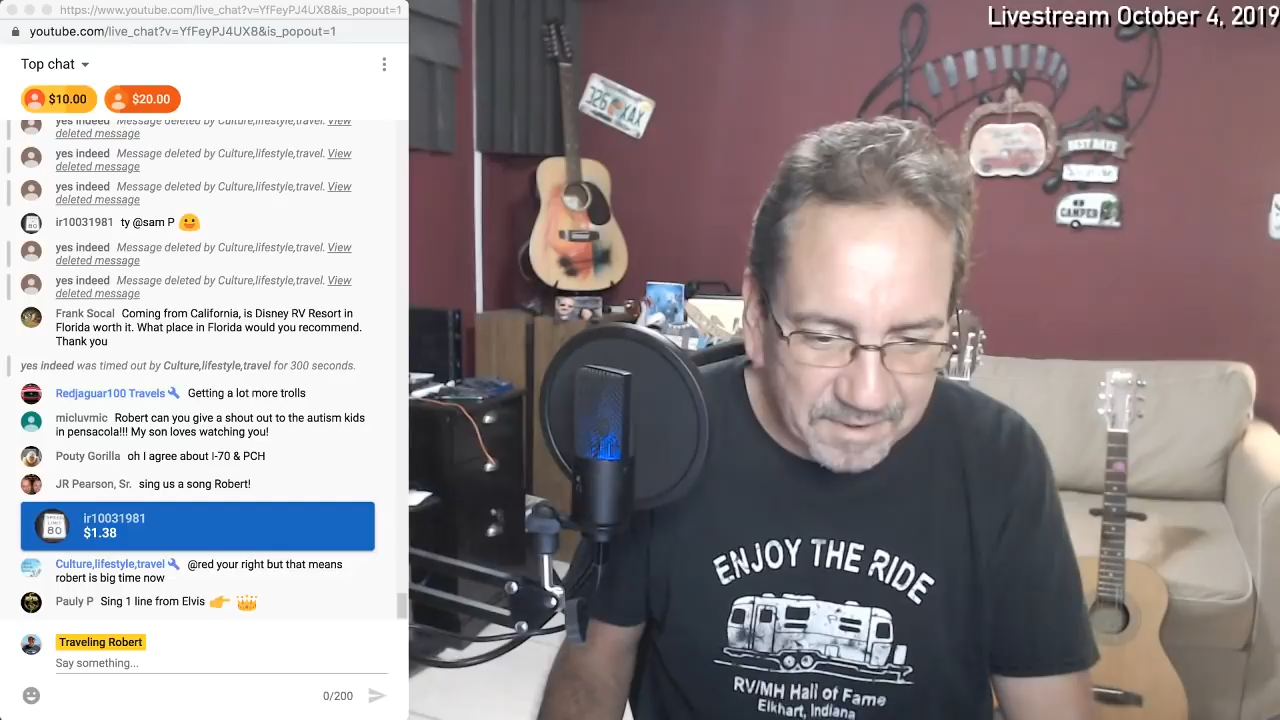 https://www.youtube.com/live_chat?v=YfFeyPJ4UX8&is_popout=1
youtube.com/live_chat?v=YfFeyPJ4UX8&is_popout=1
Livestream October 4, 2019
Top chat
$10.00 $20.00
yes indeed Message deleted by Culture,lifestyle,travel. View
deleted message
yes indeed Message deleted by Culture,lifestyle,travel. View
deleted message
yes indeed Message deleted by Culture,lifestyle,travel. View
deleted message
ir10031981 ty @sam P
yes indeed Message deleted by Culture,lifestyle,travel. View
deleted message
yes indeed Message deleted by Culture,lifestyle,travel. View
deleted message
Frank Socal Coming from California, is Disney RV Resort in
Florida worth it. What place in Florida would you recommend.
Thank you
yes indeed was timed out by Culture,lifestyle,travel for 300 seconds.
Redjaguar100 Travels Getting a lot more trolls
micluvmic Robert can you give a shout out to the autism kids
in pensacola!!! My son loves watching you!
Pouty Gorilla oh I agree about I-70 & PCH
JR Pearson, Sr. sing us a song Robert!
SPEED
LIMIT
80
ir10031981
$1.38
Culture,lifestyle,travel @red your right but that means
robert is big time now
Pauly P Sing 1 line from Elvis
Traveling Robert
Say something...
0/200
BEST DAYS
CAMPER
ENJOY THE RIDE
RV/MH Hall of Fame
Elkhart, Indiana